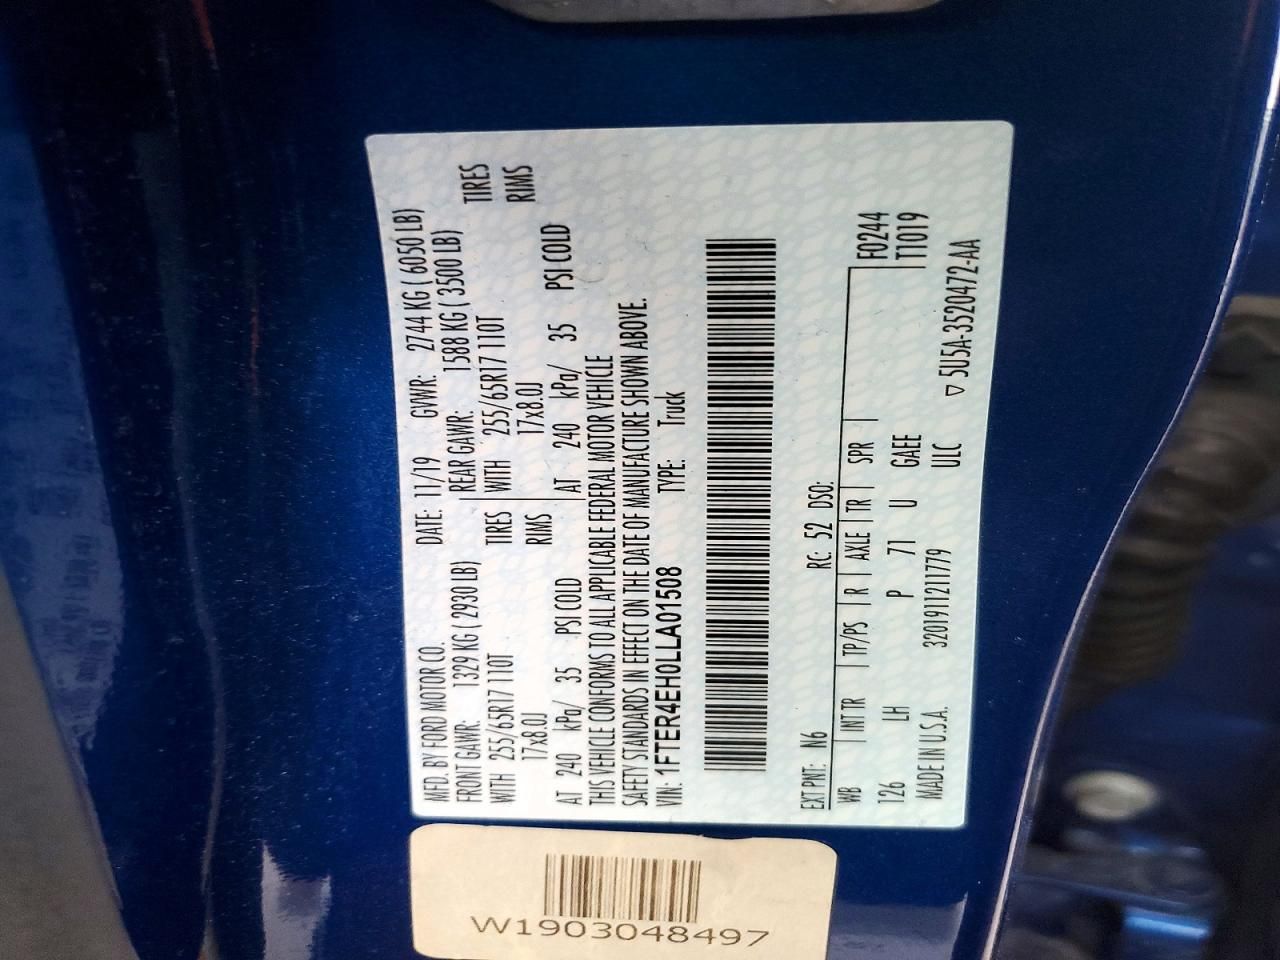 MFD. BY FORD MOTOR CO. DATE: 11/19 GVWR: 2744 KG ( 6050 LB)
FRONT GAWR: 1329 KG ( 2930 LB) REAR GAWR: 1588 KG ( 3500 LB)
WITH 255/65R17 110T TIRES WITH 255/65R17 110T TIRES
17x8.0J RIMS 17x8.0J RIMS
AT 240 kPa/ 35 PSI COLD AT 240 kPa/ 35 PSI COLD
THIS VEHICLE CONFORMS TO ALL APPLICABLE FEDERAL MOTOR VEHICLE
SAFETY STANDARDS IN EFFECT ON THE DATE OF MANUFACTURE SHOWN ABOVE.
VIN: 1FTER4EH0LLA01508 TYPE: Truck
EXT PNT: N6 RC: 52 DSO: F0244
WB INT TR TP/PS R AXLE TR SPR T1019
126 LH P 71 U GAEE
MADE IN U.S.A. 3201911211779 ULC ▽ 5U5A-3520472-AA
W1903048497